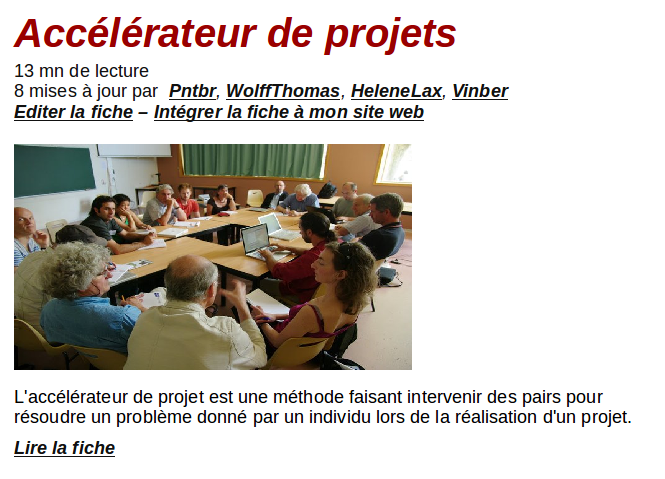 Accélérateur de projets
13 mn de lecture
8 mises à jour par Pntbr, WolffThomas, HeleneLax, Vinber
Editer la fiche – Intégrer la fiche à mon site web
L'accélérateur de projet est une méthode faisant intervenir des pairs pour
résoudre un problème donné par un individu lors de la réalisation d'un projet.
Lire la fiche